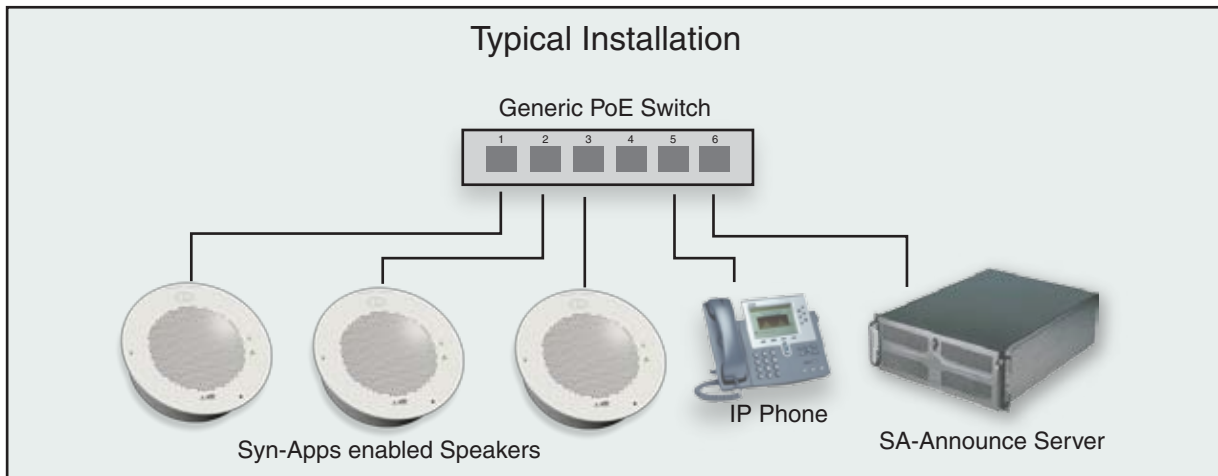 Typical Installation
Generic PoE Switch
1 2 3 4 5 6
IP Phone
Syn-Apps enabled Speakers
SA-Announce Server